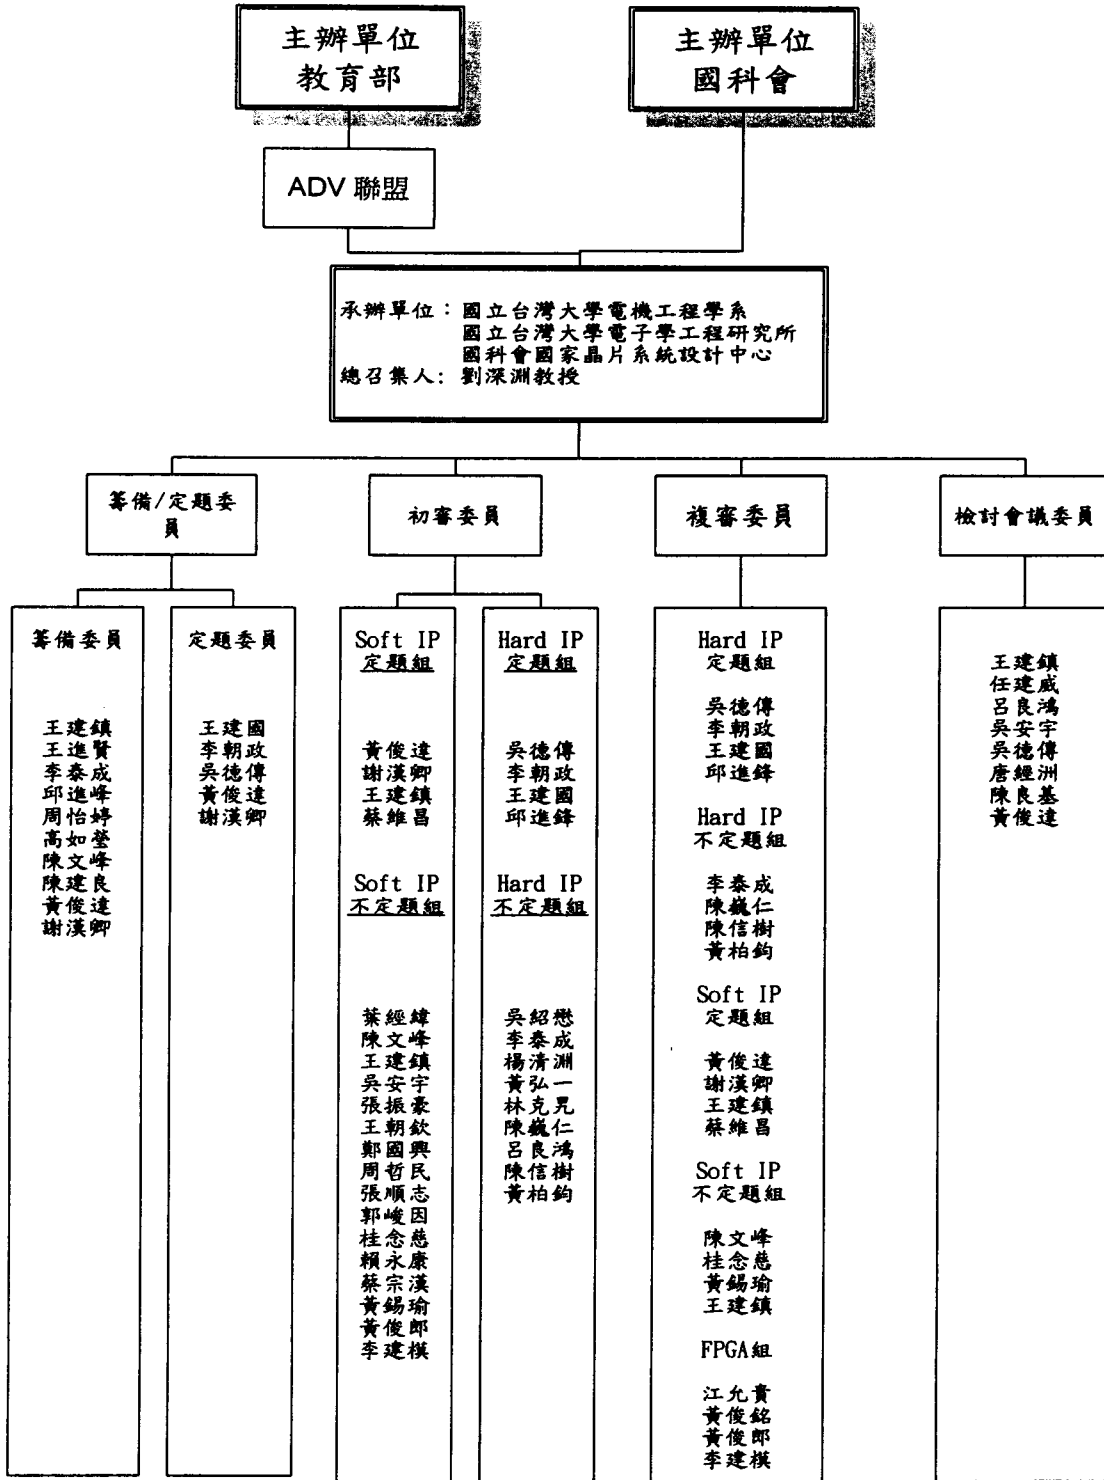 主辦單位
教育部
主辦單位
國科會
ADV 聯盟
承辦單位：國立台灣大學電機工程學系
國立台灣大學電子學工程研究所
國科會國家晶片系統設計中心
總召集人：劉深淵教授
籌備/定題委
員
初審委員
複審委員
檢討會議委員
籌備委員
王建鎮
王進賢
李泰成
邱進峰
周怡婷
高如瑩
陳文峰
陳建良
黃俊達
謝漢卿
定題委員
王建國
李朝政
吳德傳
黃俊達
謝漢卿
Soft IP
定題組
黃俊達
謝漢卿
王建鎮
蔡維昌
Soft IP
不定題組
葉經緯
陳文峰
王建鎮
吳安宇
張振豪
王朝欽
鄭國興
周哲民
張順志
郭峻因
桂念慈
賴永康
蔡宗漢
黃錫瑜
黃俊郎
李建模
Hard IP
定題組
吳德傳
李朝政
王建國
邱進鋒
Hard IP
不定題組
吳紹懋
李泰成
楊清淵
黃弘一
林克旯
陳巍仁
呂良鴻
陳信樹
黃柏鈞
Hard IP
定題組
吳德傳
李朝政
王建國
邱進鋒
Hard IP
不定題組
李泰成
陳巍仁
陳信樹
黃柏鈞
Soft IP
定題組
黃俊達
謝漢卿
王建鎮
蔡維昌
Soft IP
不定題組
陳文峰
桂念慈
黃錫瑜
王建鎮
FPGA組
江允貴
黃俊銘
黃俊郎
李建模
王建鎮
任建葳
呂良鴻
吳安宇
吳德傳
唐經洲
陳良基
黃俊達